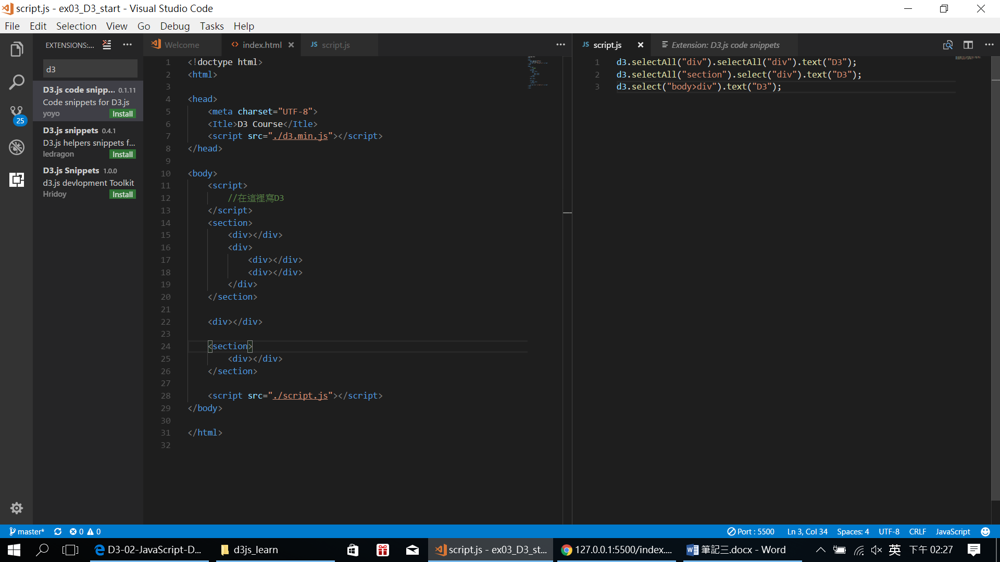 script.js - ex03_D3_start - Visual Studio Code
File Edit Selection View Go Debug Tasks Help
EXTENSIONS:...
d3
D3.js code snipp... 0.1.11
Code snippets for D3.js
yoyo Install
D3.js snippets 0.4.1
D3.js helpers snippets f...
ledragon Install
D3.js Snippets 1.0.0
d3.js devlopment Toolkit
Hridoy Install
25
Welcome index.html script.js
1 <!doctype html>
2 <html>
3
4 <head>
5 <meta charset="UTF-8">
6 <Itle>D3 Course</Itle>
7 <script src="./d3.min.js"></script>
8 </head>
9
10 <body>
11 <script>
12 //在這裡寫D3
13 </script>
14 <section>
15 <div></div>
16 <div>
17 <div></div>
18 <div></div>
19 </div>
20 </section>
21
22 <div></div>
23
24 <section>
25 <div></div>
26 </section>
27
28 <script src="./script.js"></script>
29 </body>
30
31 </html>
32
JS script.js Extension: D3.js code snippets
1 d3.selectAll("div").selectAll("div").text("D3");
2 d3.selectAll("section").select("div").text("D3");
3 d3.select("body>div").text("D3");
master* 0 0 Port : 5500 Ln 3, Col 34 Spaces: 4 UTF-8 CRLF JavaScript
D3-02-JavaScript-D... d3js_learn script.js - ex03_D3_st... 127.0.0.1:5500/index.... 筆記三.docx - Word 英 下午 02:27